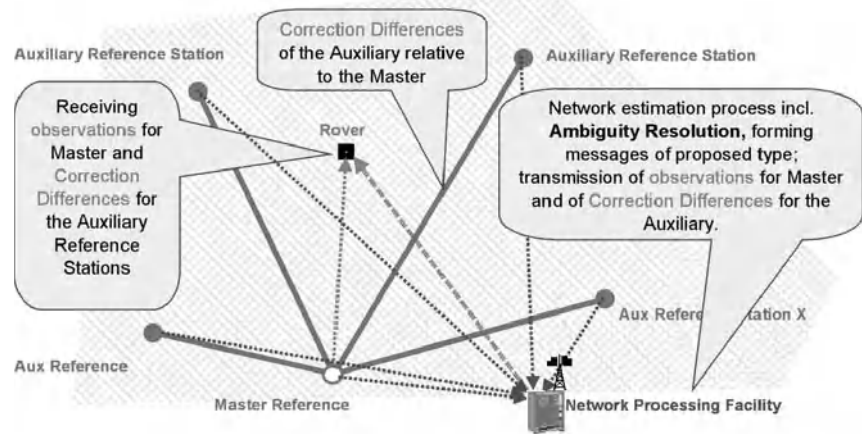 Correction Differences
of the Auxiliary relative
to the Master
Auxiliary Reference Station
Auxiliary Reference Station
Receiving
observations for
Master and
Correction
Differences for
the Auxiliary
Reference
Stations
Rover
Network estimation process incl.
Ambiguity Resolution, forming
messages of proposed type;
transmission of observations for Master
and of Correction Differences for the
Auxiliary.
Aux Refere tation X
Aux Reference
Master Reference
Network Processing Facility